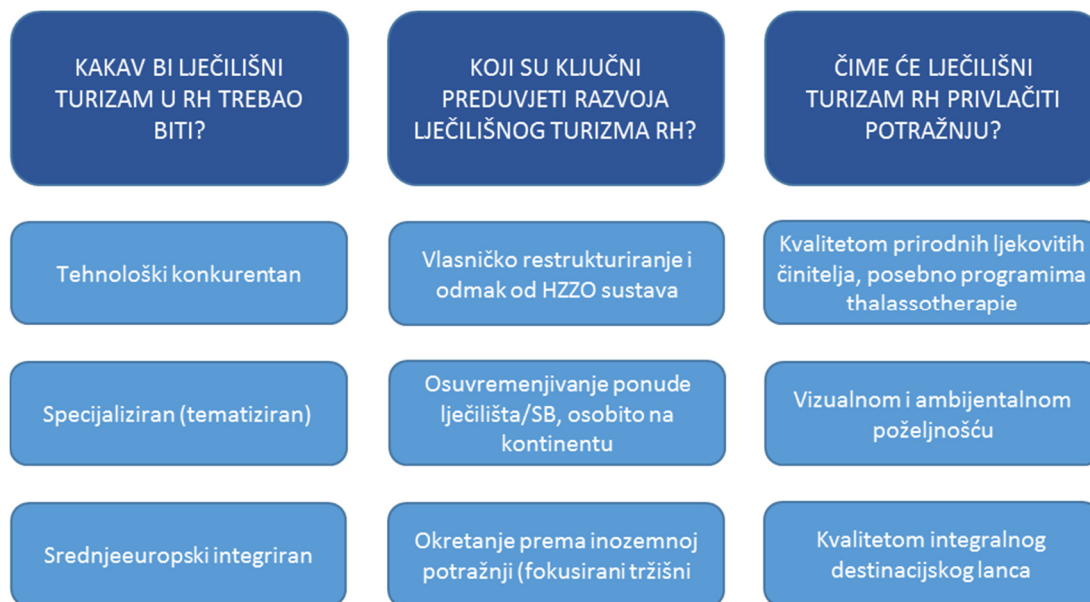 KAKAV BI LJEČILIŠNI
TURIZAM U RH TREBAO
BITI?
Tehnološki konkurentan
Specijaliziran (tematiziran)
Srednjeeuropski integriran
KOJI SU KLJUČNI
PREDUVJETI RAZVOJA
LJEČILIŠNOG TURIZMA RH?
Vlasničko restrukturiranje i
odmak od HZZO sustava
Osuvremenjivanje ponude
lječilišta/SB, osobito na
kontinentu
Okretanje prema inozemnoj
potražnji (fokusirani tržišni
ČIME ĆE LJEČILIŠNI
TURIZAM RH PRIVLAČITI
POTRAŽNJU?
Kvalitetom prirodnih ljekovitih
činitelja, posebno programima
thalassotherapie
Vizualnom i ambijentalnom
poželjnošću
Kvalitetom integralnog
destinacijskog lanca